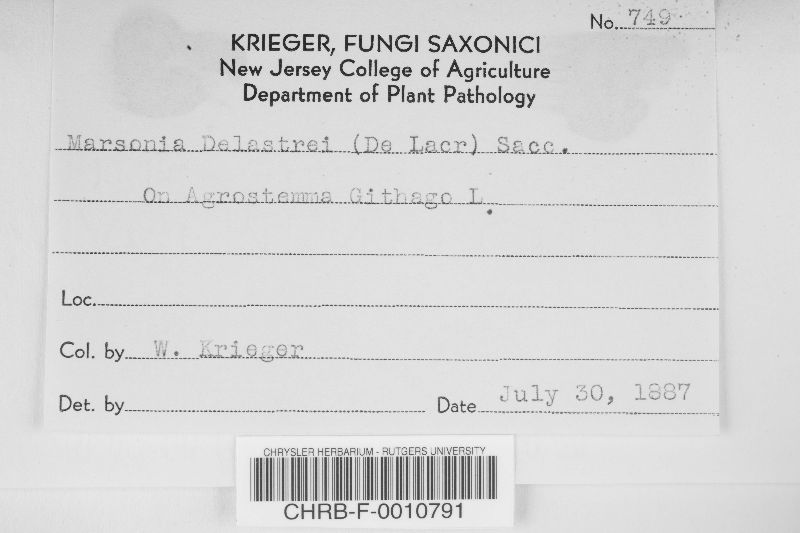 No. 749
KRIEGER, FUNGI SAXONICI
New Jersey College of Agriculture
Department of Plant Pathology
Marsonia Delastrei (De Lacr) Sacc.
On Agrostemma Githago L.
Loc.
Col. by W. Krieger
Det. by
Date July 30, 1887
CHRYSLER HERBARIUM - RUTGERS UNIVERSITY
CHRB-F-0010791